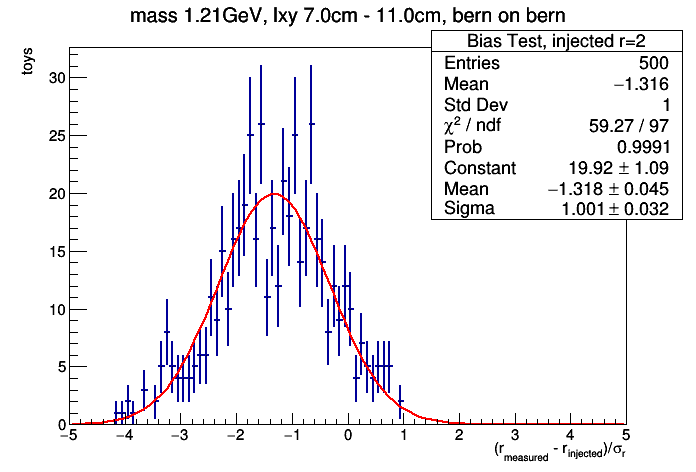 mass 1.21GeV, lxy 7.0cm - 11.0cm, bern on bern
toys
Bias Test, injected r=2
Entries 500
Mean −1.316
Std Dev 1
χ² / ndf 59.27 / 97
Prob 0.9991
Constant 19.92 ± 1.09
Mean −1.318 ± 0.045
Sigma 1.001 ± 0.032
30
25
20
15
10
5
0
−5 −4 −3 −2 −1 0 1 2 3 4 5
(r_measured - r_injected)/σ_r